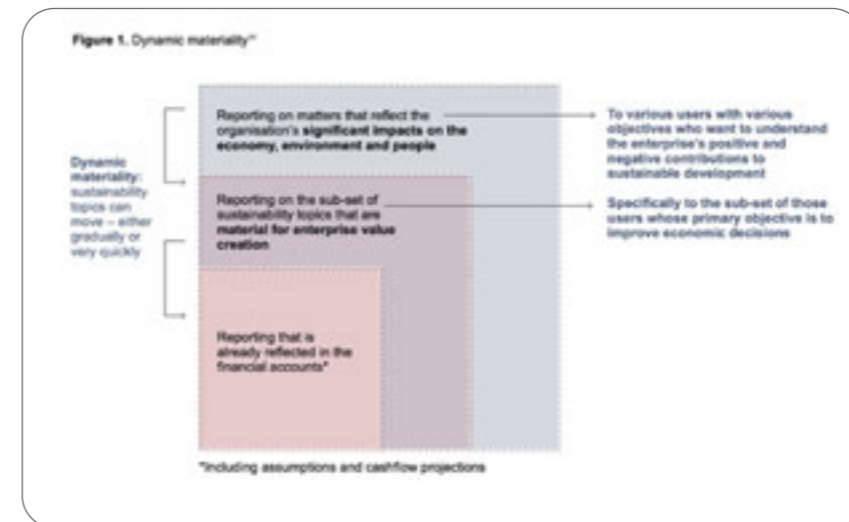 Figure 1. Dynamic materiality
Reporting on matters that reflect the
organisation's significant impacts on the
economy, environment and people
To various users with various
objectives who want to understand
the enterprise's positive and
negative contributions to
sustainable development
Dynamic
materiality:
sustainability
topics can
move – either
gradually or
very quickly
Reporting on the sub-set of
sustainability topics that are
material for enterprise value
creation
Specifically to the sub-set of those
users whose primary objective is to
improve economic decisions
Reporting that is
already reflected in the
financial accounts*
*Including assumptions and cashflow projections